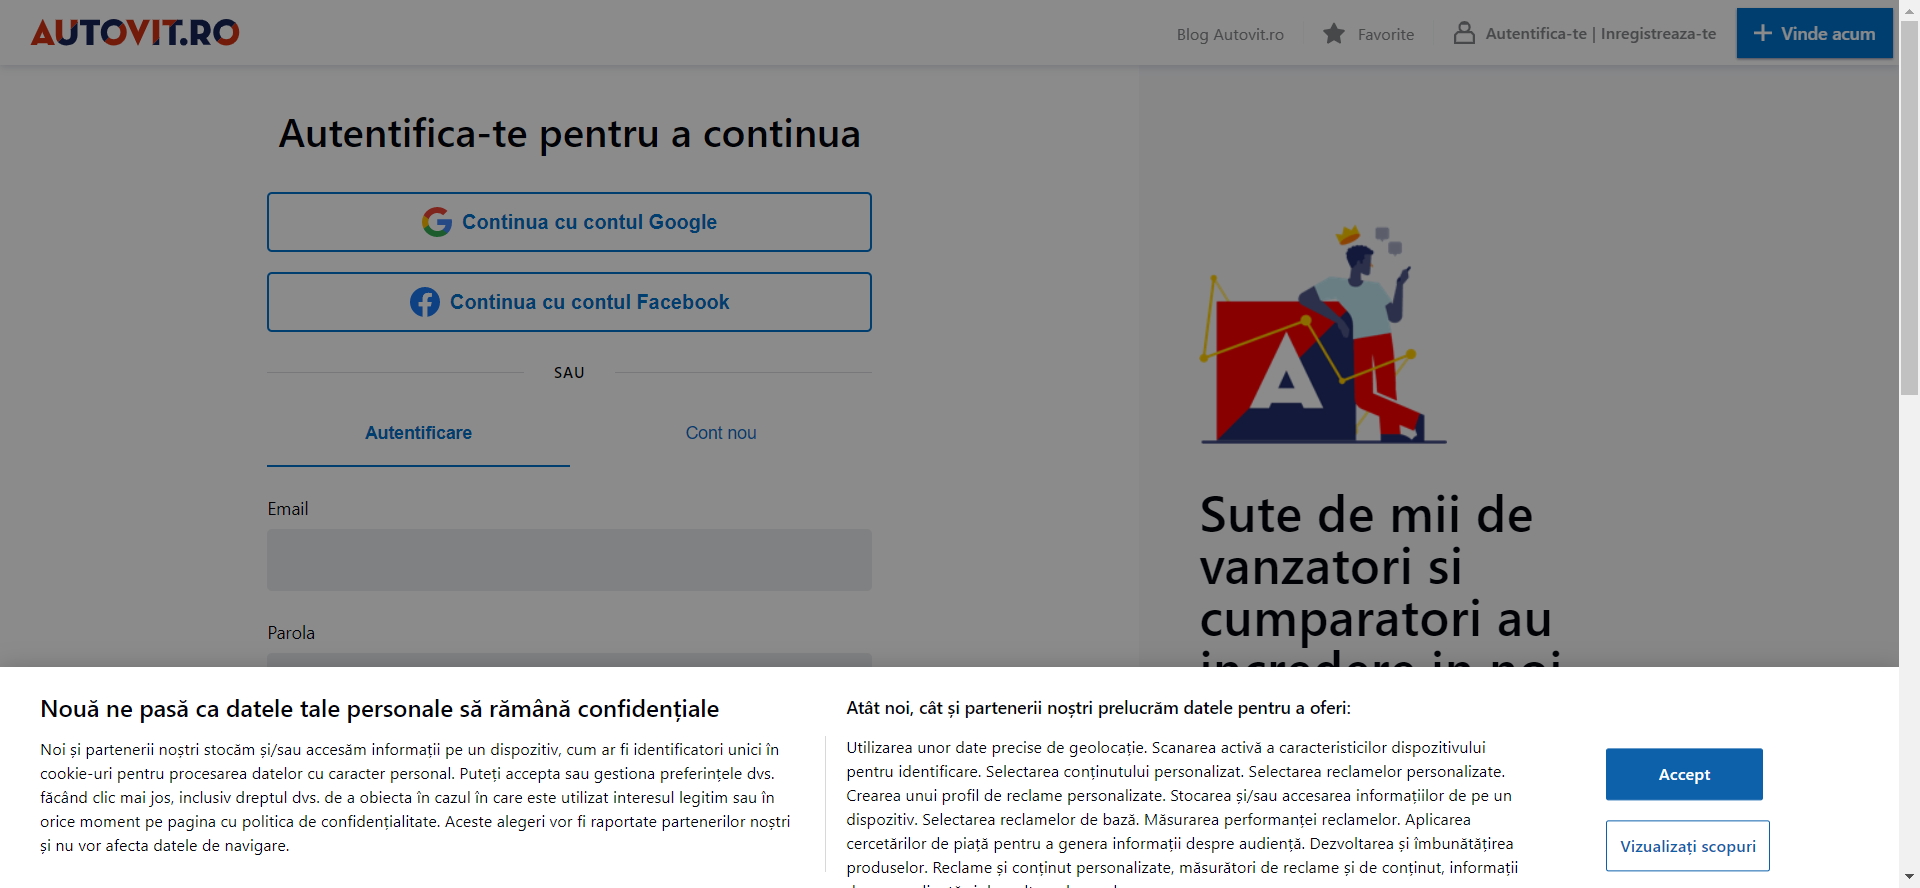 AUTOVIT.RO
Blog Autovit.ro
Favorite
Autentifica-te | Inregistreaza-te
Vinde acum
Autentifica-te pentru a continua
Continua cu contul Google
Continua cu contul Facebook
SAU
Autentificare
Cont nou
Email
Parola
A
Sute de mii de
vanzatori si
cumparatori au
incredere in noi
Nouă ne pasă ca datele tale personale să rămână confidențiale
Noi și partenerii noștri stocăm și/sau accesăm informații pe un dispozitiv, cum ar fi identificatori unici în
cookie-uri pentru procesarea datelor cu caracter personal. Puteți accepta sau gestiona preferințele dvs.
făcând clic mai jos, inclusiv dreptul dvs. de a obiecta în cazul în care este utilizat interesul legitim sau în
orice moment pe pagina cu politica de confidențialitate. Aceste alegeri vor fi raportate partenerilor noștri
și nu vor afecta datele de navigare.
Atât noi, cât și partenerii noștri prelucrăm datele pentru a oferi:
Utilizarea unor date precise de geolocație. Scanarea activă a caracteristicilor dispozitivului
pentru identificare. Selectarea conținutului personalizat. Selectarea reclamelor personalizate.
Crearea unui profil de reclame personalizate. Stocarea și/sau accesarea informațiilor de pe un
dispozitiv. Selectarea reclamelor de bază. Măsurarea performanței reclamelor. Aplicarea
cercetărilor de piață pentru a genera informații despre audiență. Dezvoltarea și îmbunătățirea
produselor. Reclame și conținut personalizate, măsurători de reclame și de conținut, informații
Accept
Vizualizați scopuri